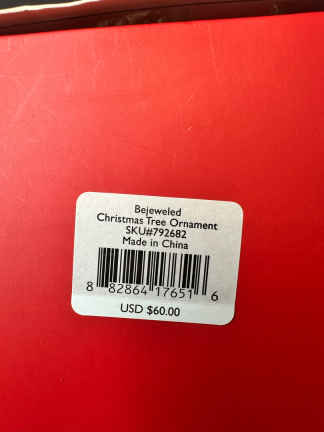 Bejeweled
Christmas Tree Ornament
SKU#792682
Made in China
8 82864 17651 6
USD $60.00